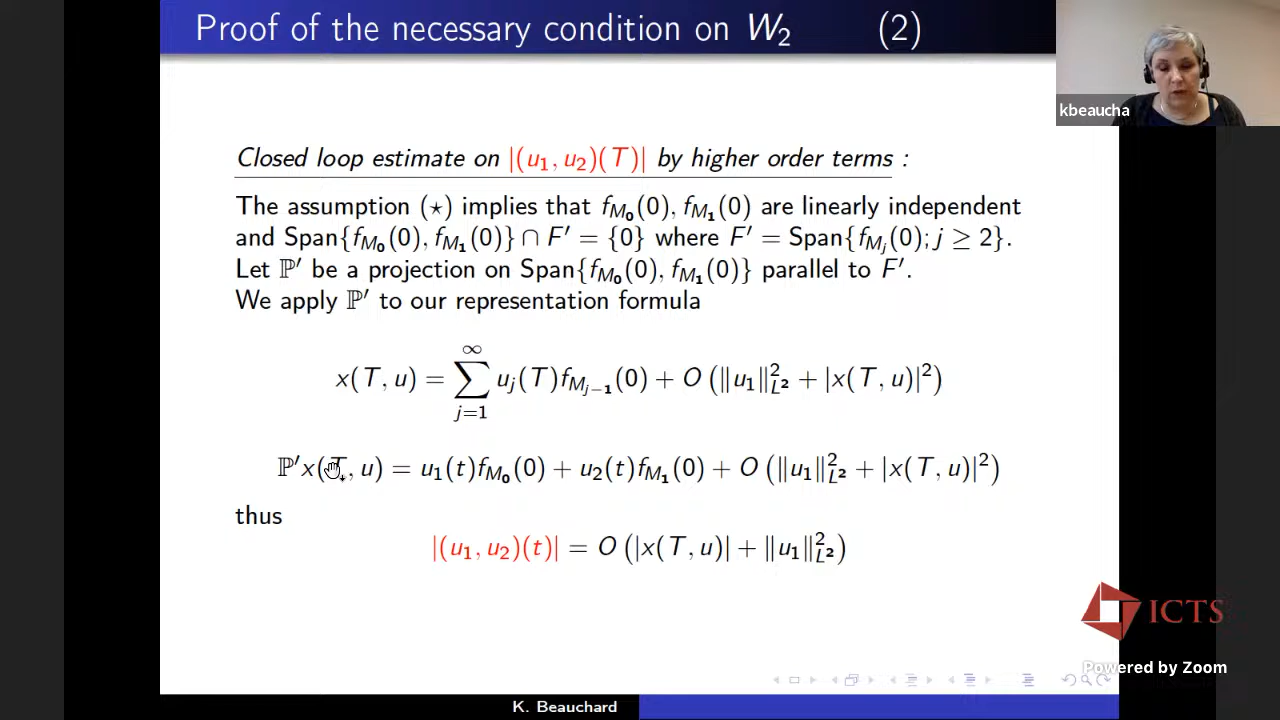 Proof of the necessary condition on W₂ (2)
kbeaucha
Closed loop estimate on |(u₁, u₂)(T)| by higher order terms :
The assumption (⋆) implies that f_{M₀}(0), f_{M₁}(0) are linearly independent
and Span{f_{M₀}(0), f_{M₁}(0)} ∩ F′ = {0} where F′ = Span{f_{M_j}(0); j ≥ 2}.
Let ℙ′ be a projection on Span{f_{M₀}(0), f_{M₁}(0)} parallel to F′.
We apply ℙ′ to our representation formula
x(T, u) = ∑_{j=1}^{∞} u_j(T)f_{M_{j−1}}(0) + O (‖u₁‖²_{L²} + |x(T, u)|²)
ℙ′x(T, u) = u₁(t)f_{M₀}(0) + u₂(t)f_{M₁}(0) + O (‖u₁‖²_{L²} + |x(T, u)|²)
thus
|(u₁, u₂)(t)| = O (|x(T, u)| + ‖u₁‖²_{L²})
ICTS
Powered by Zoom
K. Beauchard